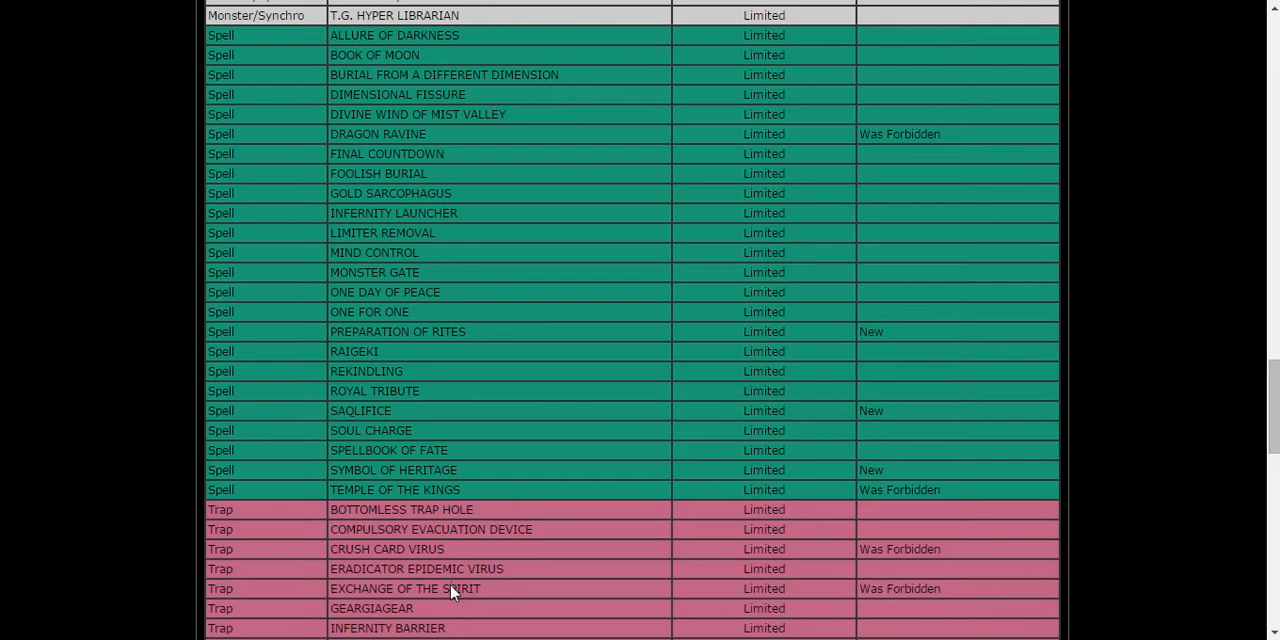 Monster/Synchro T.G. HYPER LIBRARIAN Limited
Spell ALLURE OF DARKNESS Limited
Spell BOOK OF MOON Limited
Spell BURIAL FROM A DIFFERENT DIMENSION Limited
Spell DIMENSIONAL FISSURE Limited
Spell DIVINE WIND OF MIST VALLEY Limited
Spell DRAGON RAVINE Limited Was Forbidden
Spell FINAL COUNTDOWN Limited
Spell FOOLISH BURIAL Limited
Spell GOLD SARCOPHAGUS Limited
Spell INFERNITY LAUNCHER Limited
Spell LIMITER REMOVAL Limited
Spell MIND CONTROL Limited
Spell MONSTER GATE Limited
Spell ONE DAY OF PEACE Limited
Spell ONE FOR ONE Limited
Spell PREPARATION OF RITES Limited New
Spell RAIGEKI Limited
Spell REKINDLING Limited
Spell ROYAL TRIBUTE Limited
Spell SAQLIFICE Limited New
Spell SOUL CHARGE Limited
Spell SPELLBOOK OF FATE Limited
Spell SYMBOL OF HERITAGE Limited New
Spell TEMPLE OF THE KINGS Limited Was Forbidden
Trap BOTTOMLESS TRAP HOLE Limited
Trap COMPULSORY EVACUATION DEVICE Limited
Trap CRUSH CARD VIRUS Limited Was Forbidden
Trap ERADICATOR EPIDEMIC VIRUS Limited
Trap EXCHANGE OF THE SPIRIT Limited Was Forbidden
Trap GEARGIAGEAR Limited
Trap INFERNITY BARRIER Limited